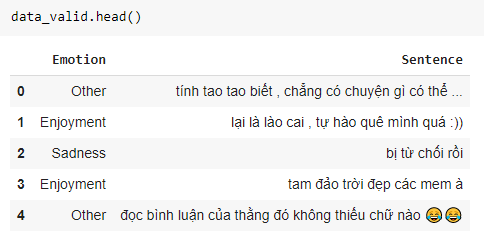 data_valid.head()
Emotion Sentence
0 Other tính tao tao biết , chẳng có chuyện gì có thể ...
1 Enjoyment lại là lào cai , tự hào quê mình quá :))
2 Sadness bị từ chối rồi
3 Enjoyment tam đảo trời đẹp các mem à
4 Other đọc bình luận của thằng đó không thiếu chữ nào 😂😂